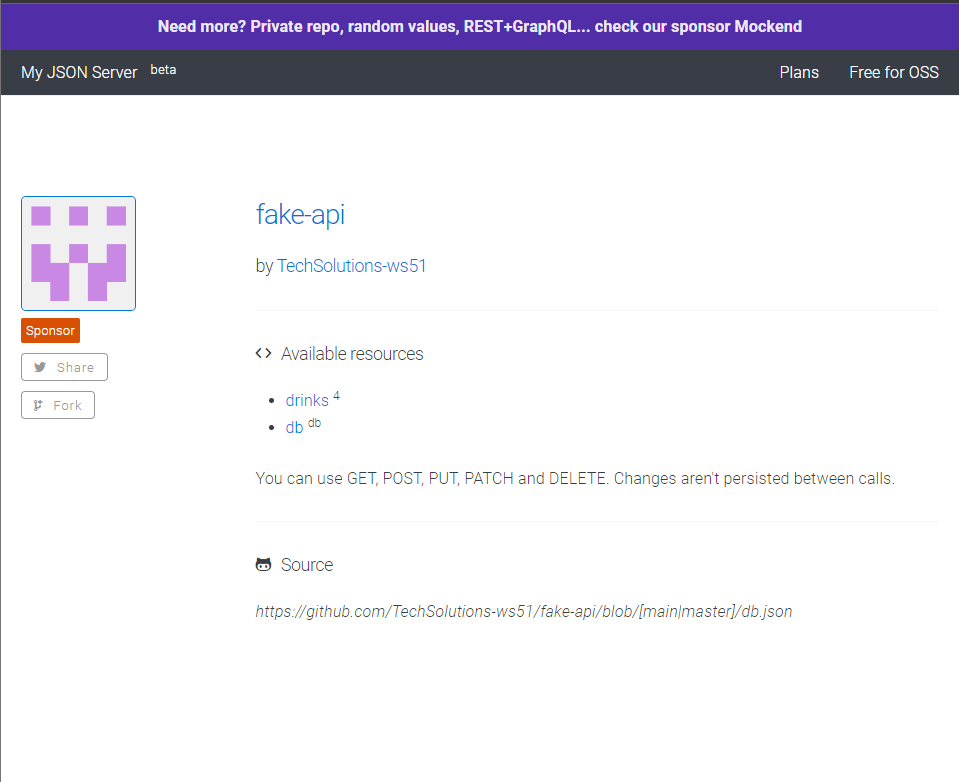 Need more? Private repo, random values, REST+GraphQL... check our sponsor Mockend
My JSON Server beta
Plans Free for OSS
fake-api
by TechSolutions-ws51
Sponsor
Share
Fork
Available resources
drinks 4
db db
You can use GET, POST, PUT, PATCH and DELETE. Changes aren't persisted between calls.
Source
https://github.com/TechSolutions-ws51/fake-api/blob/[main|master]/db.json